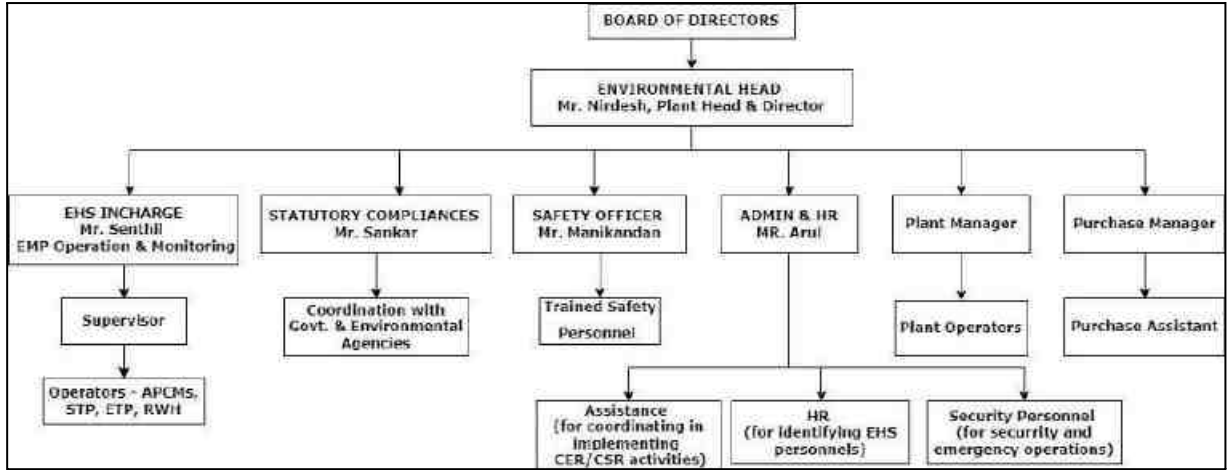 BOARD OF DIRECTORS
ENVIRONMENTAL HEAD
Mr. Nirdesh, Plant Head & Director
EHS INCHARGE
Mr. Senthil
EMP Operation & Monitoring
STATUTORY COMPLIANCES
Mr. Sankar
SAFETY OFFICER
Mr. Manikandan
ADMIN & HR
MR. Arul
Plant Manager
Purchase Manager
Supervisor
Coordination with
Govt. & Environmental
Agencies
Trained Safety
Personnel
Plant Operators
Purchase Assistant
Operators - APCMs,
STP, ETP, RWH
Assistance
(for coordinating in
implementing
CER/CSR activities)
HR
(for identifying EHS
personnels)
Security Personnel
(for securrity and
emergency operations)